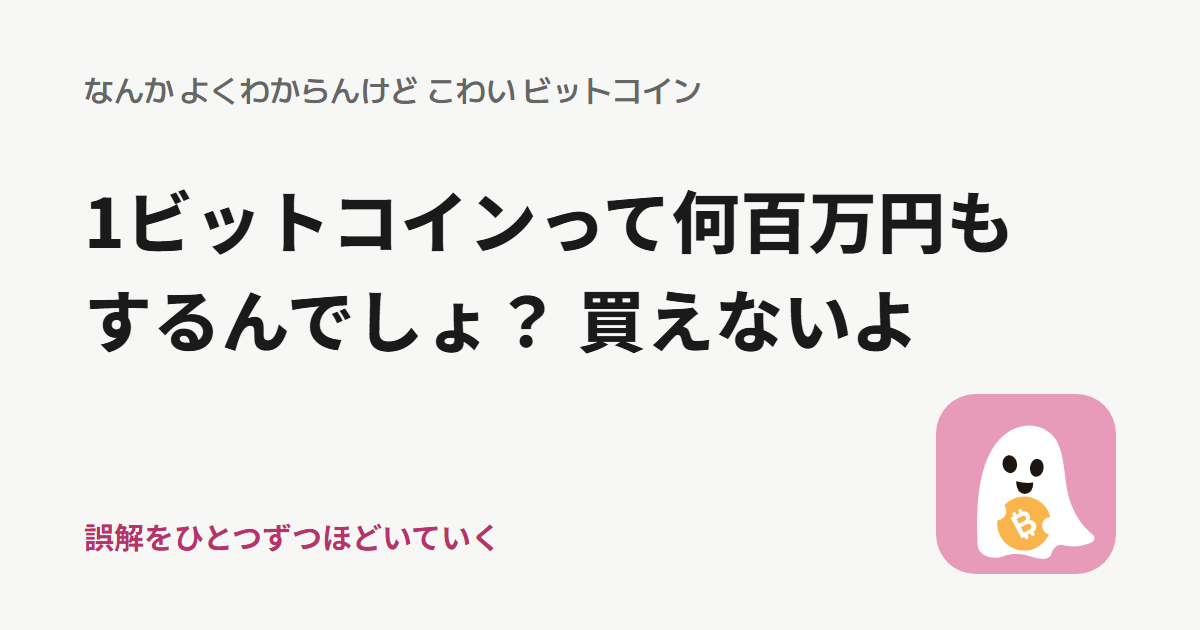 なんか よくわからんけど こわい ビットコイン
1ビットコインって何百万円も
するんでしょ？ 買えないよ
誤解をひとつずつほどいていく